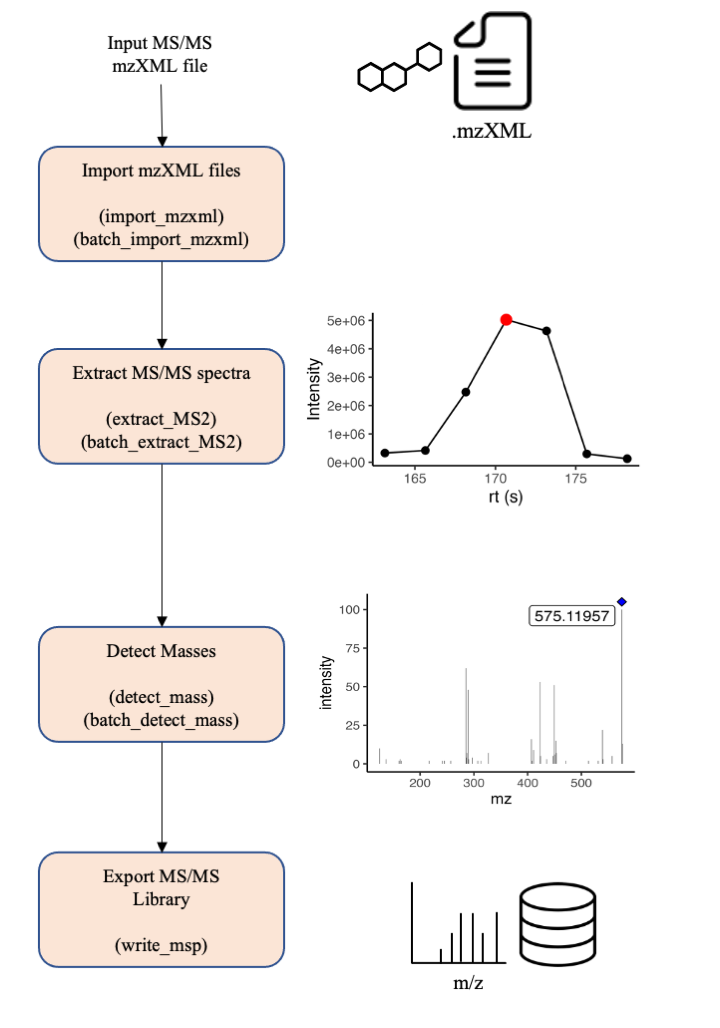 Input MS/MS
mzXML file
.mzXML
Import mzXML files
(import_mzxml)
(batch_import_mzxml)
Extract MS/MS spectra
(extract_MS2)
(batch_extract_MS2)
Intensity
5e+06
4e+06
3e+06
2e+06
1e+06
0e+00
165 170 175
rt (s)
Detect Masses
(detect_mass)
(batch_detect_mass)
intensity
100
75
50
25
0
575.11957
200 300 400 500
mz
Export MS/MS
Library
(write_msp)
m/z